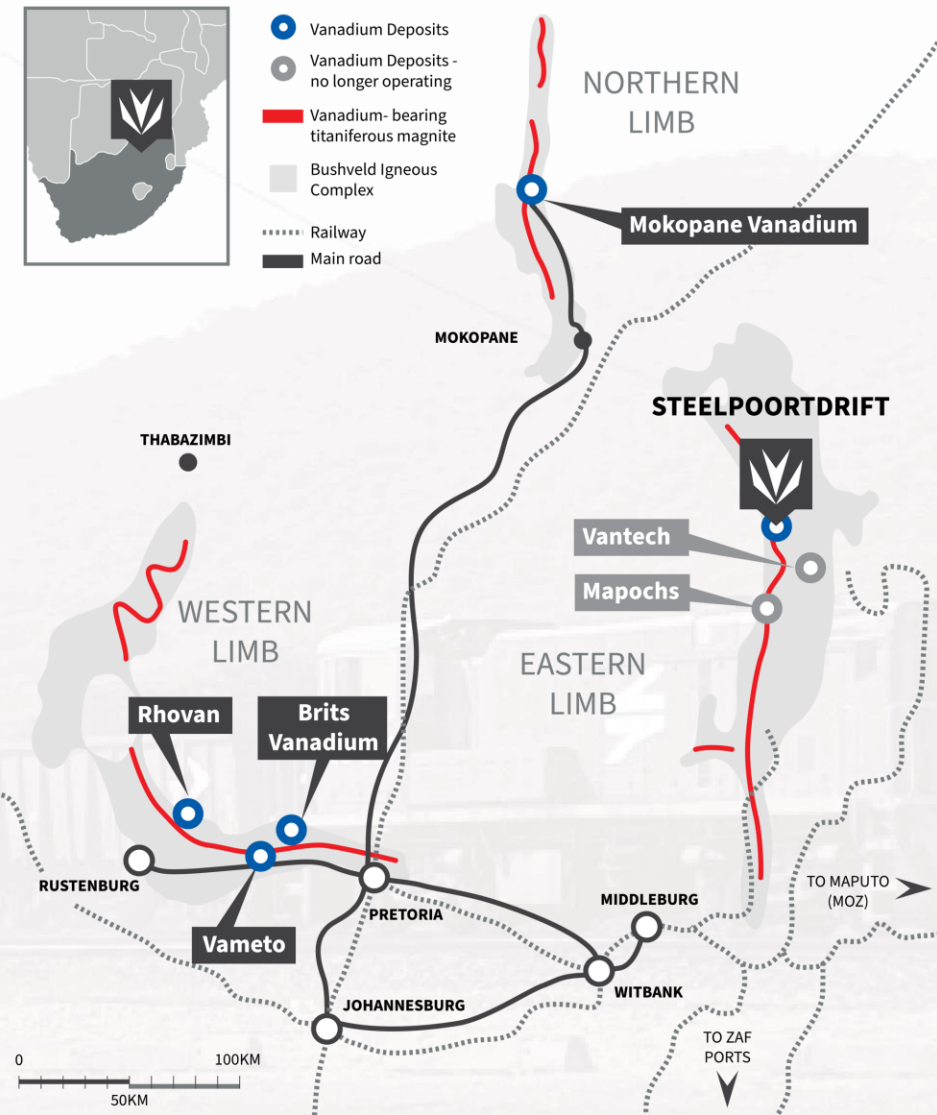 Vanadium Deposits
Vanadium Deposits -
no longer operating
Vanadium- bearing
titaniferous magnite
Bushveld Igneous
Complex
Railway
Main road
NORTHERN
LIMB
Mokopane Vanadium
MOKOPANE
STEELPOORTDRIFT
THABAZIMBI
Vantech
Mapochs
WESTERN
LIMB
EASTERN
LIMB
Rhovan
Brits
Vanadium
RUSTENBURG
PRETORIA
MIDDLEBURG
TO MAPUTO
(MOZ)
Vameto
WITBANK
JOHANNESBURG
TO ZAF
PORTS
0
100KM
50KM